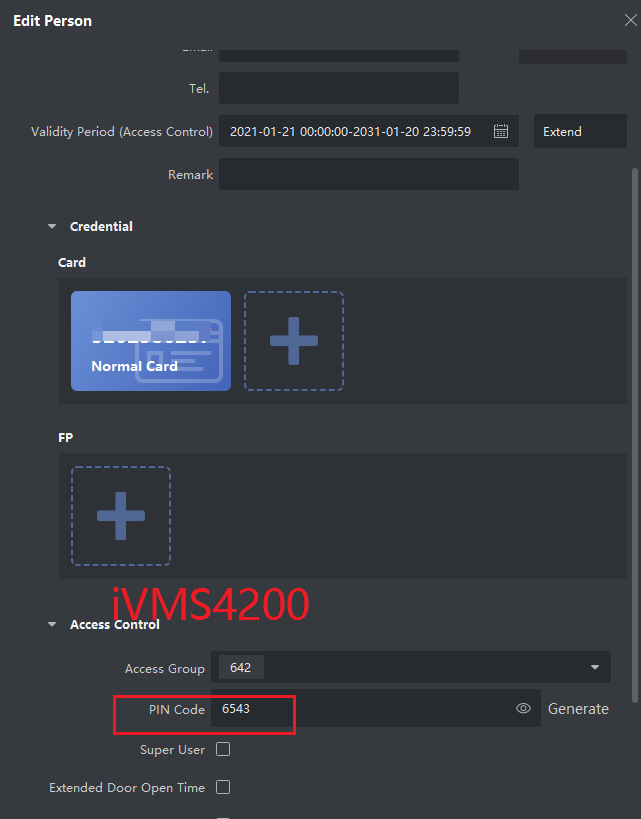 Edit Person
Tel.
Validity Period (Access Control) 2021-01-21 00:00:00-2031-01-20 23:59:59 Extend
Remark
Credential
Card
Normal Card
FP
iVMS4200
Access Control
Access Group 642
PIN Code 6543 Generate
Super User
Extended Door Open Time